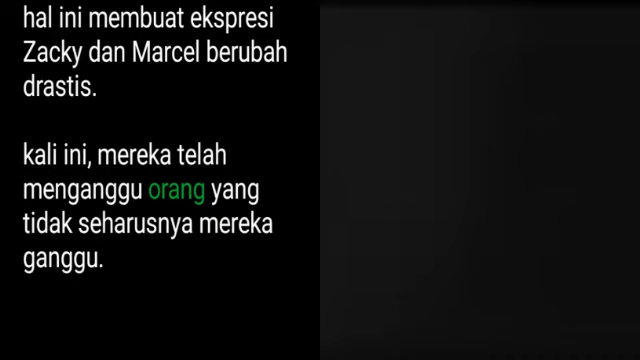 hal ini membuat ekspresi
Zacky dan Marcel berubah
drastis.
kali ini, mereka telah
menganggu orang yang
tidak seharusnya mereka
ganggu.